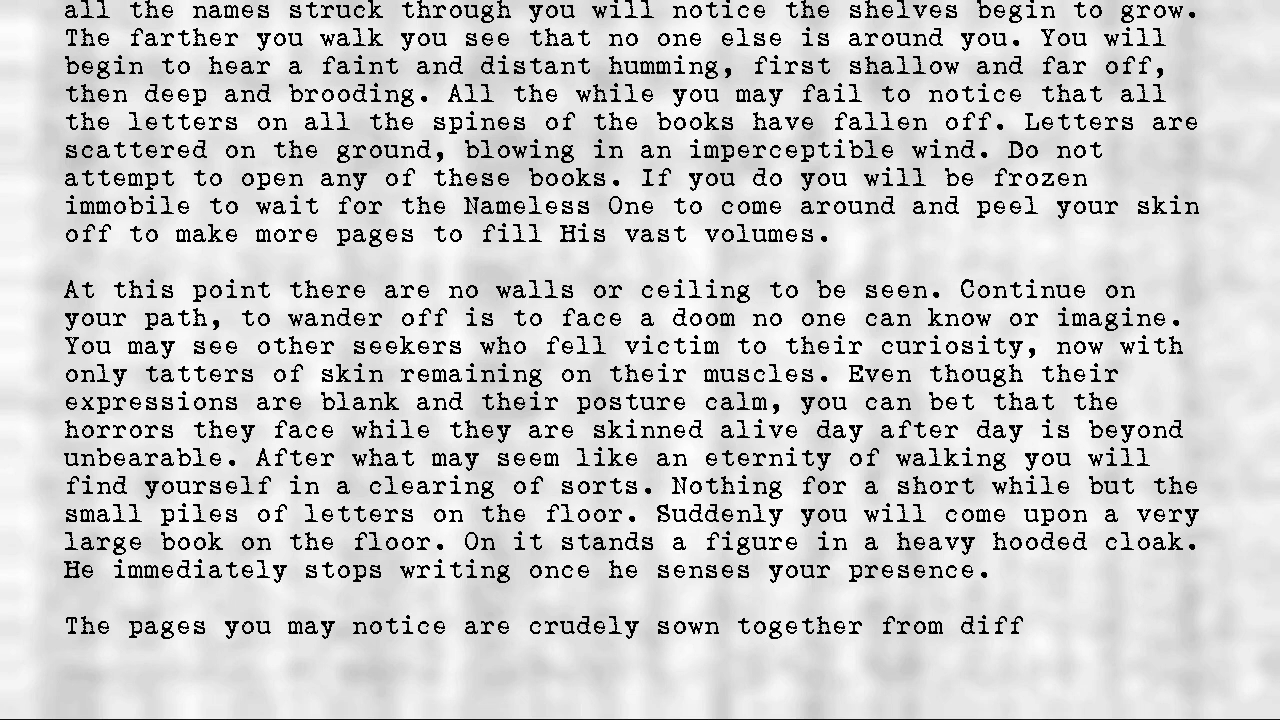 all the names struck through you will notice the shelves begin to grow.
The farther you walk you see that no one else is around you. You will
begin to hear a faint and distant humming, first shallow and far off,
then deep and brooding. All the while you may fail to notice that all
the letters on all the spines of the books have fallen off. Letters are
scattered on the ground, blowing in an imperceptible wind. Do not
attempt to open any of these books. If you do you will be frozen
immobile to wait for the Nameless One to come around and peel your skin
off to make more pages to fill His vast volumes.
At this point there are no walls or ceiling to be seen. Continue on
your path, to wander off is to face a doom no one can know or imagine.
You may see other seekers who fell victim to their curiosity, now with
only tatters of skin remaining on their muscles. Even though their
expressions are blank and their posture calm, you can bet that the
horrors they face while they are skinned alive day after day is beyond
unbearable. After what may seem like an eternity of walking you will
find yourself in a clearing of sorts. Nothing for a short while but the
small piles of letters on the floor. Suddenly you will come upon a very
large book on the floor. On it stands a figure in a heavy hooded cloak.
He immediately stops writing once he senses your presence.
The pages you may notice are crudely sown together from diff